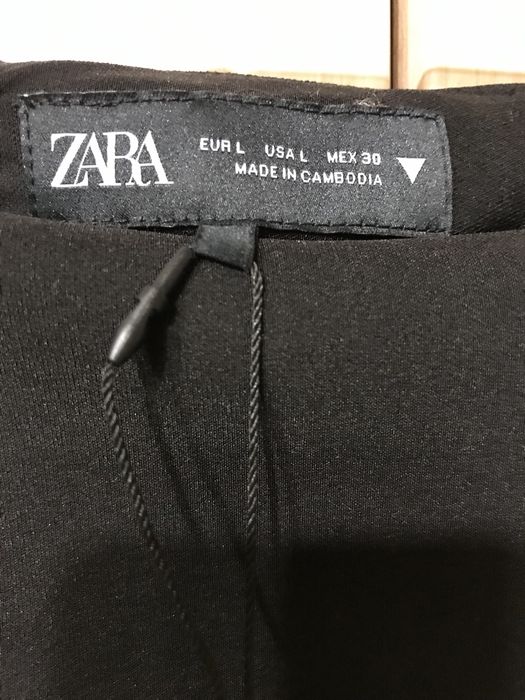 ZARA
EUR L USA L MEX 30
MADE IN CAMBODIA